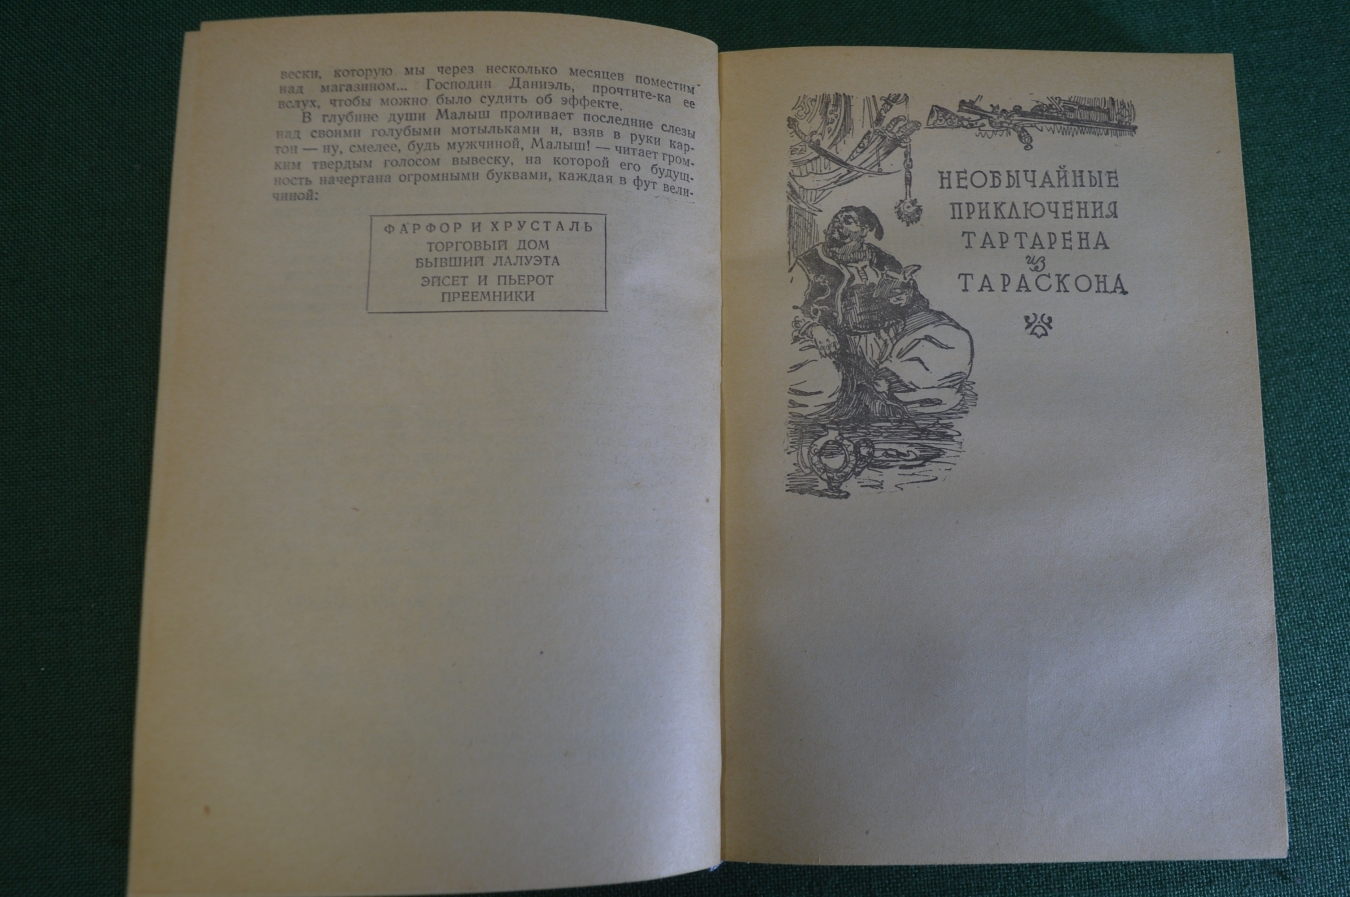 вески, которую мы через несколько месяцев поместим
над магазином... Господин Даниэль, прочтите-ка ее
вслух, чтобы можно было судить об эффекте.
В глубине души Малыш проливает последние слезы
над своими голубыми мотыльками и, взяв в руки кар-
тон — ну, смелее, будь мужчиной, Малыш! — читает гром-
ким твердым голосом вывеску, на которой его будущ-
ность начертана огромными буквами, каждая в фут вели-
чиной:
ФАРФОР И ХРУСТАЛЬ
ТОРГОВЫЙ ДОМ
БЫВШИЙ ЛАЛУЭТА
ЭЙСЕТ И ПЬЕРОТ
ПРЕЕМНИКИ
НЕОБЫЧАЙНЫЕ
ПРИКЛЮЧЕНИЯ
ТАРТАРЕНА
из
ТАРАСКОНА